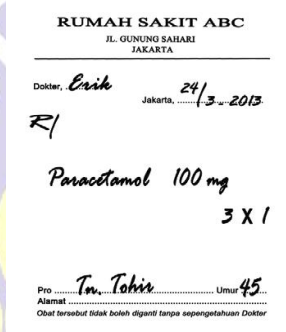 RUMAH SAKIT ABC
JL. GUNUNG SAHARI
JAKARTA
Dokter, . Erik
Jakarta, ....... 24/3 - 2013
R/
Paracetamol 100 mg
3 X 1
Pro ....... Tn. Tohir ....... Umur 45
Alamat .......
Obat tersebut tidak boleh diganti tanpa sepengetahuan Dokter